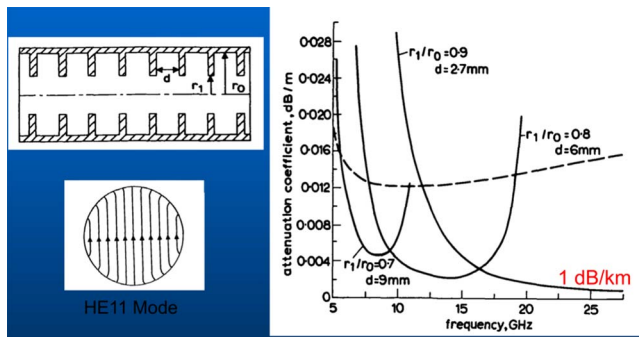 d
r1
r0
HE11 Mode
attenuation coefficient, dB/m
0·028
0·024
0·020
0·016
0·012
0·008
0·004
0
5
10
15
20
25
frequency, GHz
r1/r0=0·9
d=2·7mm
r1/r0=0·8
d=6mm
r1/r0=0·7
d=9mm
1 dB/km